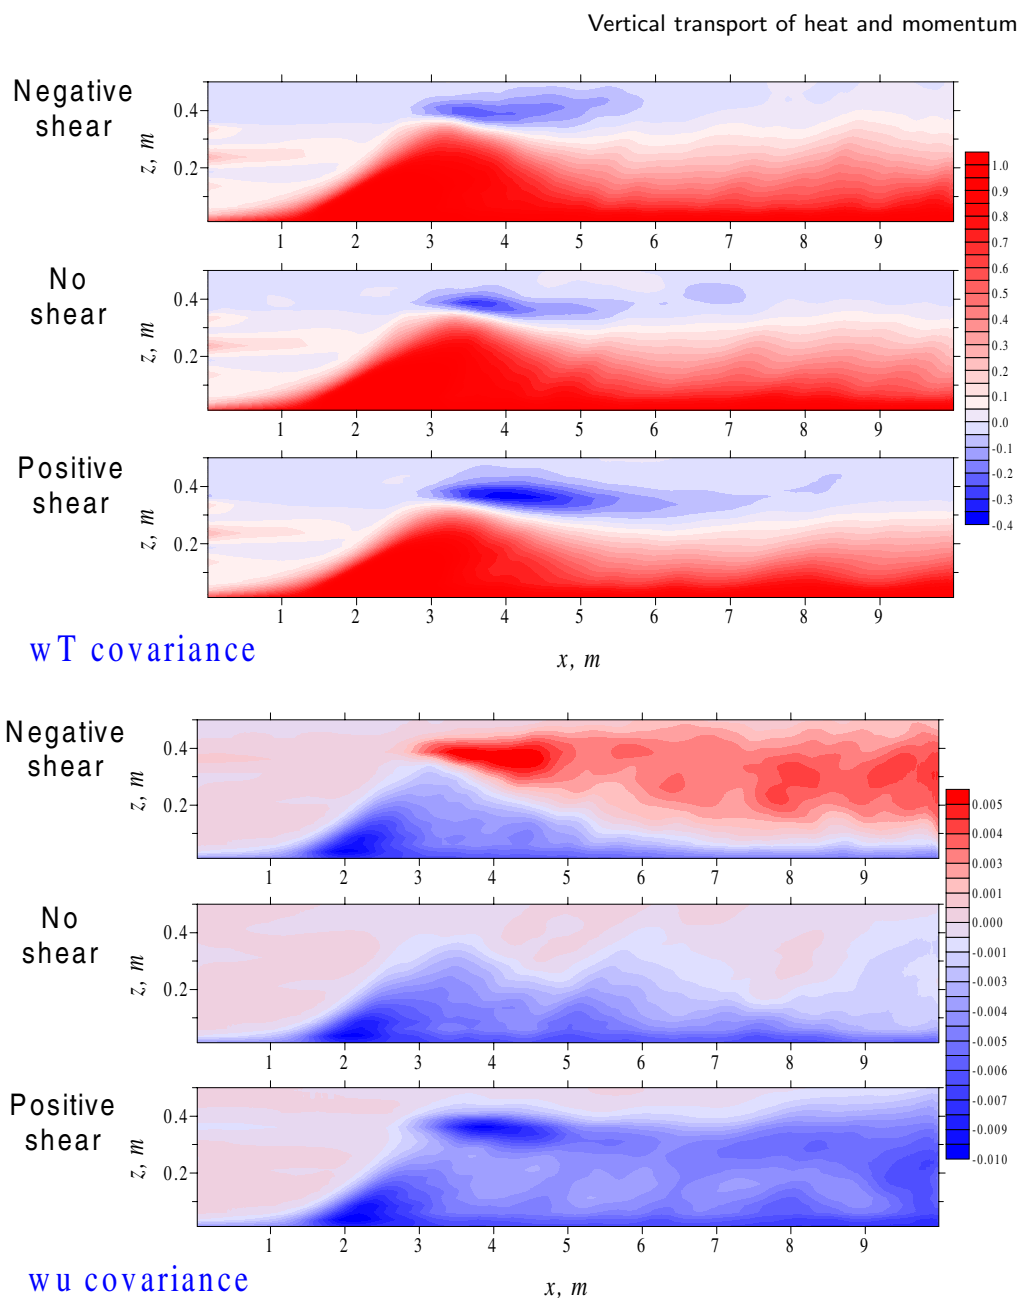 Vertical transport of heat and momentum
Negative
shear
z, m
0.4
0.2
1 2 3 4 5 6 7 8 9
No
shear
z, m
0.4
0.2
1 2 3 4 5 6 7 8 9
Positive
shear
z, m
0.4
0.2
1 2 3 4 5 6 7 8 9
1.0
0.9
0.8
0.7
0.6
0.5
0.4
0.3
0.2
0.1
0.0
-0.1
-0.2
-0.3
-0.4
wT covariance
x, m
Negative
shear
z, m
0.4
0.2
1 2 3 4 5 6 7 8 9
No
shear
z, m
0.4
0.2
1 2 3 4 5 6 7 8 9
Positive
shear
z, m
0.4
0.2
1 2 3 4 5 6 7 8 9
0.005
0.004
0.003
0.001
0.000
-0.001
-0.003
-0.004
-0.005
-0.006
-0.007
-0.009
-0.010
wu covariance
x, m